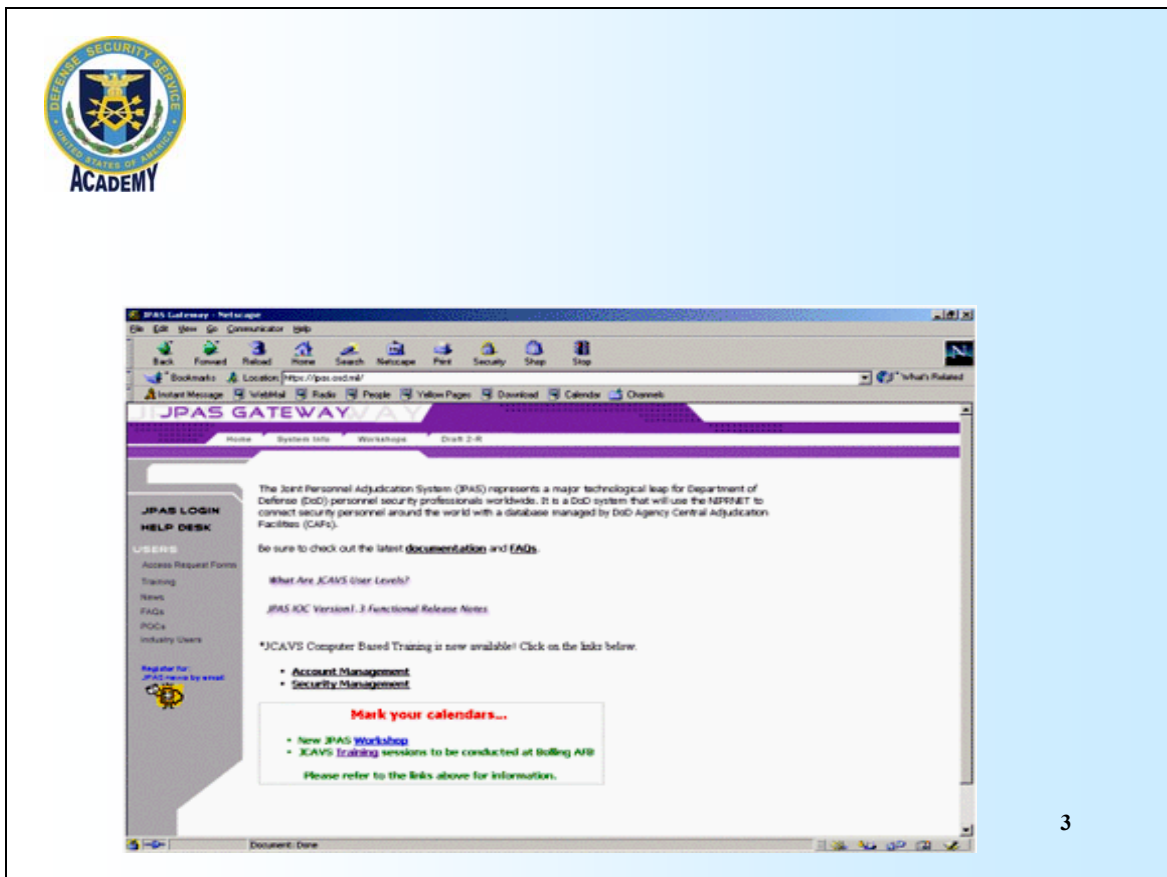 DEFENSE SECURITY SERVICE
UNITED STATES OF AMERICA
ACADEMY
JPAS Gateway - Netscape
File Edit View Go Communicator Help
Back Forward Reload Home Search Netscape Print Security Shop Stop
Bookmarks Location: https://jpas.osd.mil/ What's Related
Instant Message WebMail Radio People Yellow Pages Download Calendar Channels
JPAS GATEWAY
Home System Info Workshops Draft 2-R
The Joint Personnel Adjudication System (JPAS) represents a major technological leap for Department of
Defense (DoD) personnel security professionals worldwide. It is a DoD system that will use the NIPRNET to
connect security personnel around the world with a database managed by DoD Agency Central Adjudication
Facilities (CAFs).
JPAS LOGIN
HELP DESK
USERS
Access Request Forms
Training
News
FAQs
POCs
Industry Users
Register for:
JPAS news by email
Be sure to check out the latest documentation and FAQs.
What Are JCAVS User Levels?
JPAS IOC Version1.3 Functional Release Notes
*JCAVS Computer Based Training is now available! Click on the links below.
• Account Management
• Security Management
Mark your calendars...
• New JPAS Workshop
• JCAVS Training sessions to be conducted at Bolling AFB
Please refer to the links above for information.
Document: Done
3